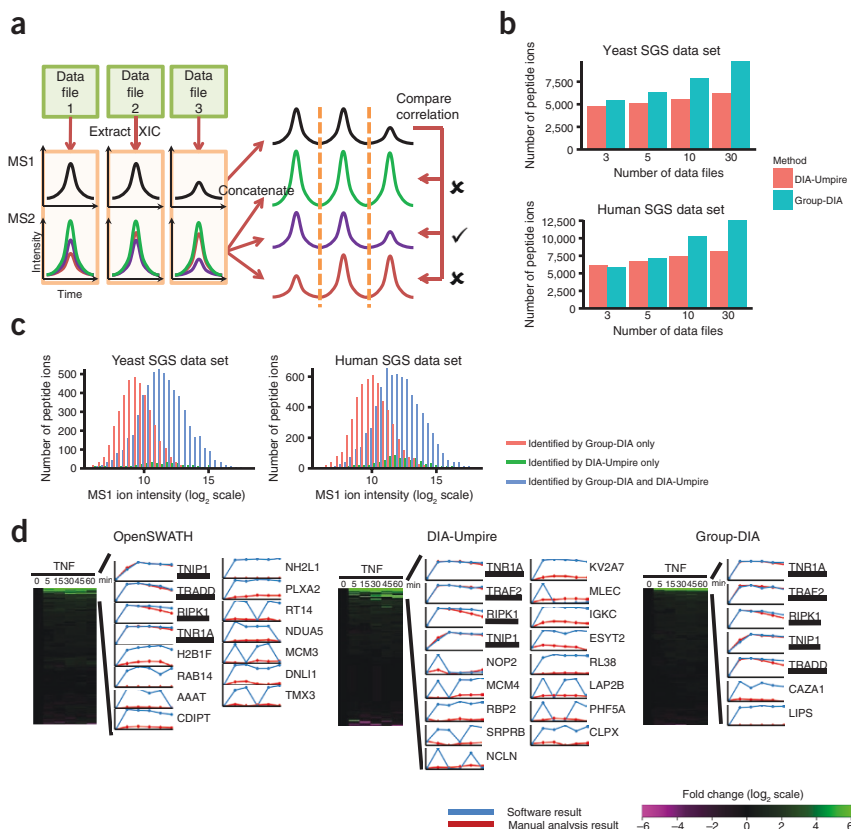 a
Data file 1
Data file 2
Data file 3
Extract XIC
MS1
MS2
Intensity
Time
Concatenate
Compare correlation
b
Yeast SGS data set
Number of peptide ions
7,500
5,000
2,500
0
3 5 10 30
Number of data files
Human SGS data set
Number of peptide ions
12,500
10,000
7,500
5,000
2,500
0
3 5 10 30
Number of data files
Method
DIA-Umpire
Group-DIA
c
Yeast SGS data set
Number of peptide ions
500
400
300
200
100
0
10 15
MS1 ion intensity (log2 scale)
Human SGS data set
Number of peptide ions
600
400
200
0
10 15
MS1 ion intensity (log2 scale)
Identified by Group-DIA only
Identified by DIA-Umpire only
Identified by Group-DIA and DIA-Umpire
d
OpenSWATH
TNF
0 5 15 30 45 60 min
TNIP1
TRADD
RIPK1
TNR1A
H2B1F
RAB14
AAAT
CDIPT
NH2L1
PLXA2
RT14
NDUA5
MCM3
DNLI1
TMX3
DIA-Umpire
TNF
0 5 15 30 45 60 min
TNR1A
TRAF2
RIPK1
TNIP1
NOP2
MCM4
RBP2
SRPRB
NCLN
KV2A7
MLEC
IGKC
ESYT2
RL38
LAP2B
PHF5A
CLPX
Group-DIA
TNF
0 5 15 30 45 60 min
TNR1A
TRAF2
RIPK1
TNIP1
TRADD
CAZA1
LIPS
Software result
Manual analysis result
Fold change (log2 scale)
−6 −4 −2 0 2 4 6